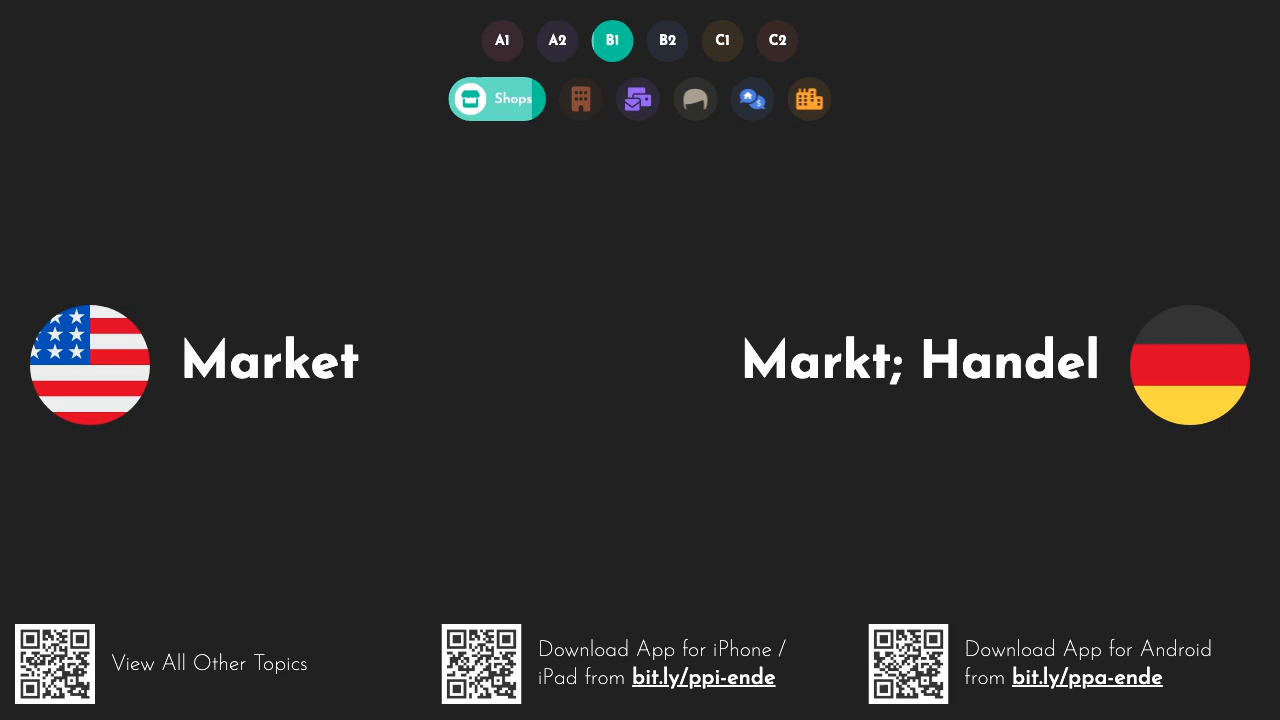 A1 A2 B1 B2 C1 C2
Shops
Market
Markt; Handel
View All Other Topics
Download App for iPhone /
iPad from bit.ly/ppi-ende
Download App for Android
from bit.ly/ppa-ende